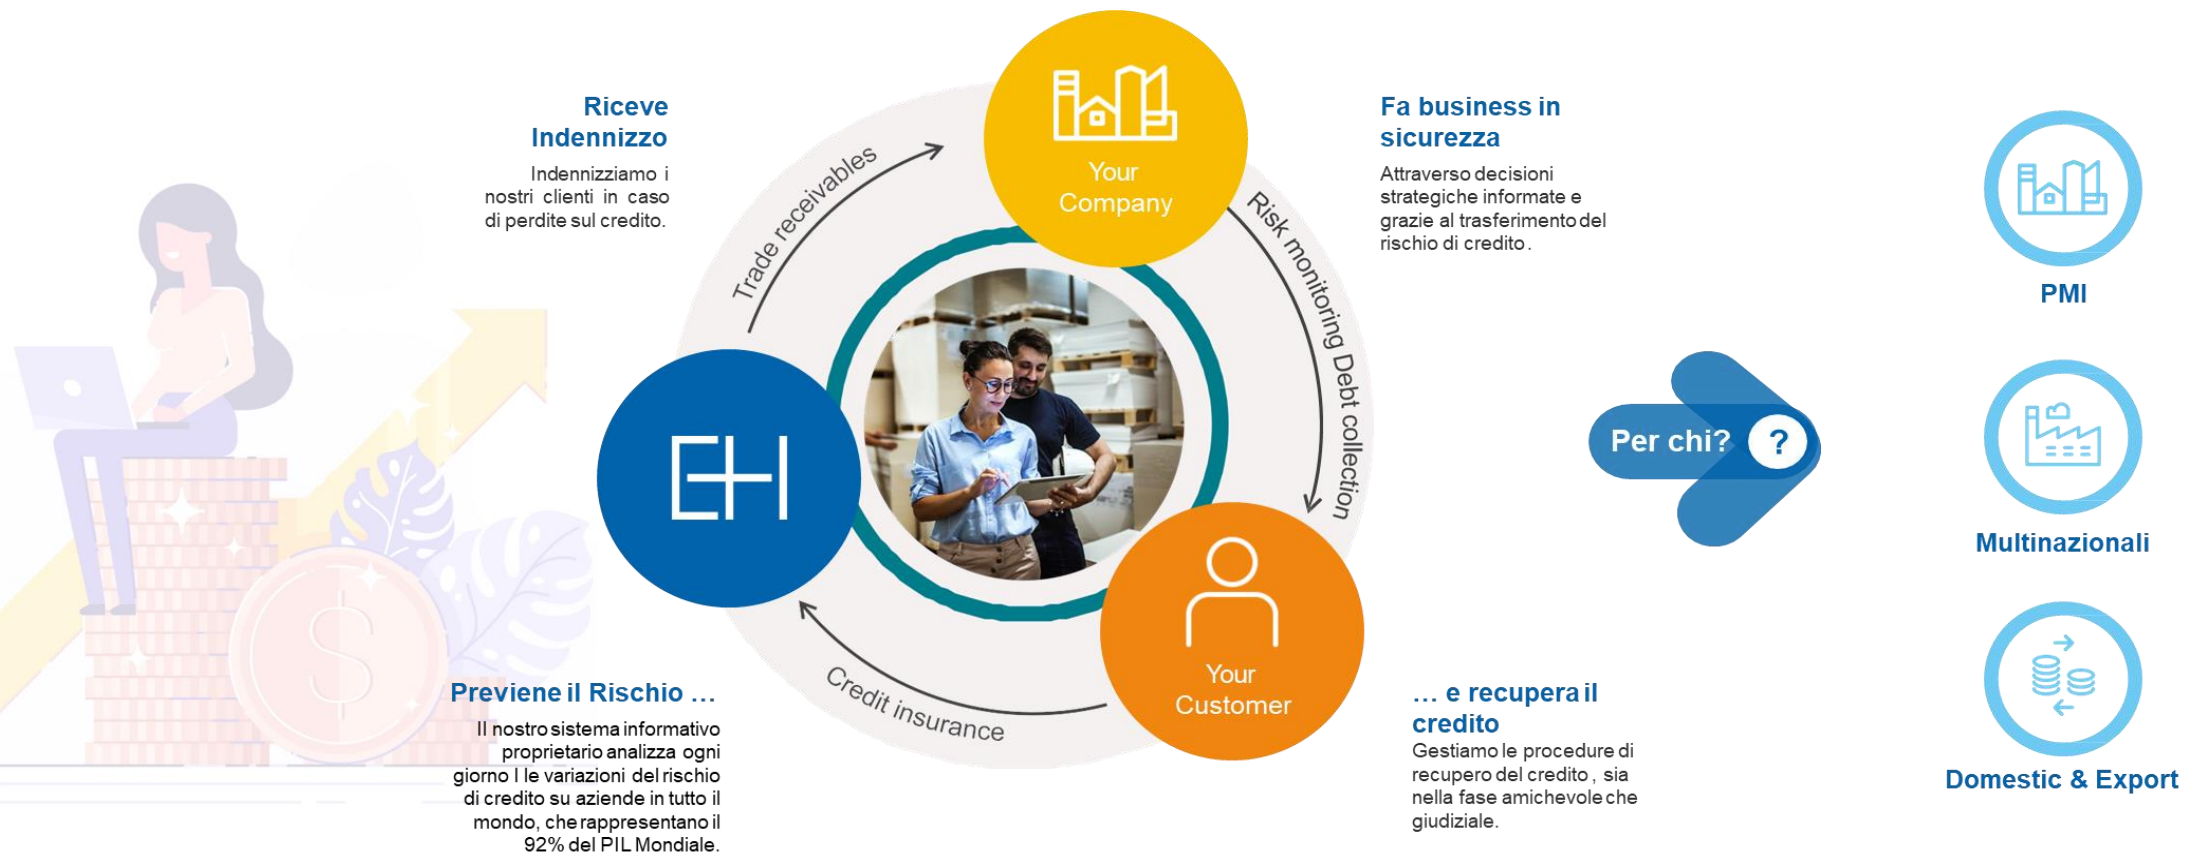 Riceve
Indennizzo
Indennizziamo i
nostri clienti in caso
di perdite sul credito.
Trade receivables
Your
Company
Risk monitoring Debt collection
Fa business in
sicurezza
Attraverso decisioni
strategiche informate e
grazie al trasferimento del
rischio di credito.
PMI
EH
Per chi? ?
Multinazionali
Previene il Rischio ...
Il nostro sistema informativo
proprietario analizza ogni
giorno l le variazioni del rischio
di credito su aziende in tutto il
mondo, che rappresentano il
92% del PIL Mondiale.
Credit insurance
Your
Customer
... e recupera il
credito
Gestiamo le procedure di
recupero del credito, sia
nella fase amichevole che
giudiziale.
Domestic & Export
$